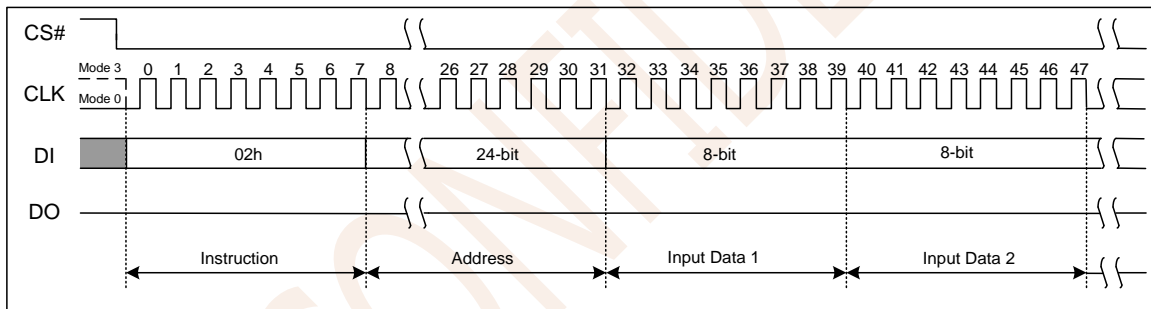 CS#
Mode 3
0 1 2 3 4 5 6 7 8 26 27 28 29 30 31 32 33 34 35 36 37 38 39 40 41 42 43 44 45 46 47
CLK
Mode 0
DI 02h 24-bit 8-bit 8-bit
DO
Instruction Address Input Data 1 Input Data 2